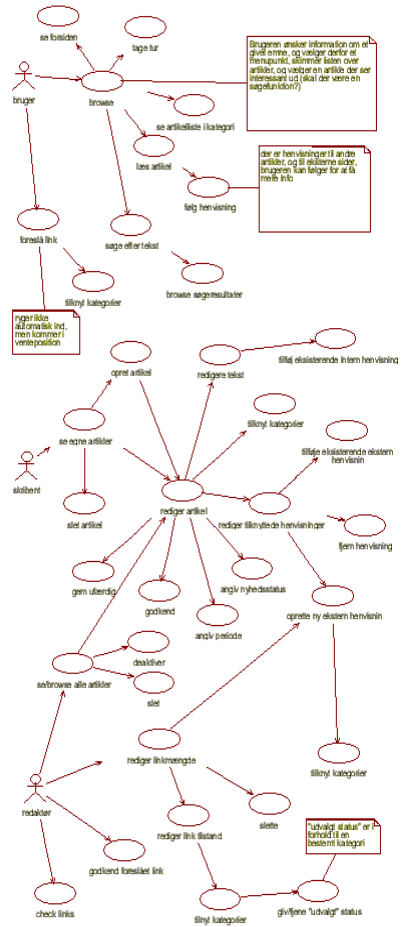 se forsiden
tage tur
Brugeren ønsker information om et
givet emne, og vælger derfor et
menupunkt, skimmer listen over
artikler, og vælger en artikle der ser
interessant ud (skal der være en
søgefunktion?)
bruger
browse
se artikelliste i kategori
læs artikel
der er henvisninger til andre
artikler, og til eksterne sider,
brugeren kan følger for at få
mere info
følg henvisning
foreslå link
søge efter tekst
tilknyt kategorier
browse søgeresultater
ryger ikke
automatisk ind,
men kommer i
venteposition
opret artikel
redigere tekst
tilføj eksisterende intern henvisning
tilknyt kategorier
se egne artikler
tilføje eksisterende ekstern
henvisnin
skribent
slet artikel
rediger artikel
rediger tilknyttede henvisninger
fjern henvisning
gem ufærdig
godkend
angiv nyhedsstatus
angiv periode
oprette ny ekstern henvisnin
deaktiver
se/browse alle artikler
slet
rediger linkmængde
tilknyt kategorier
redaktør
slette
rediger link tilstand
"udvalgt status" er i
forhold til en
bestemt kategori
godkend foreslået link
check links
tilnyt kategorier
giv/fjene "udvalgt" status